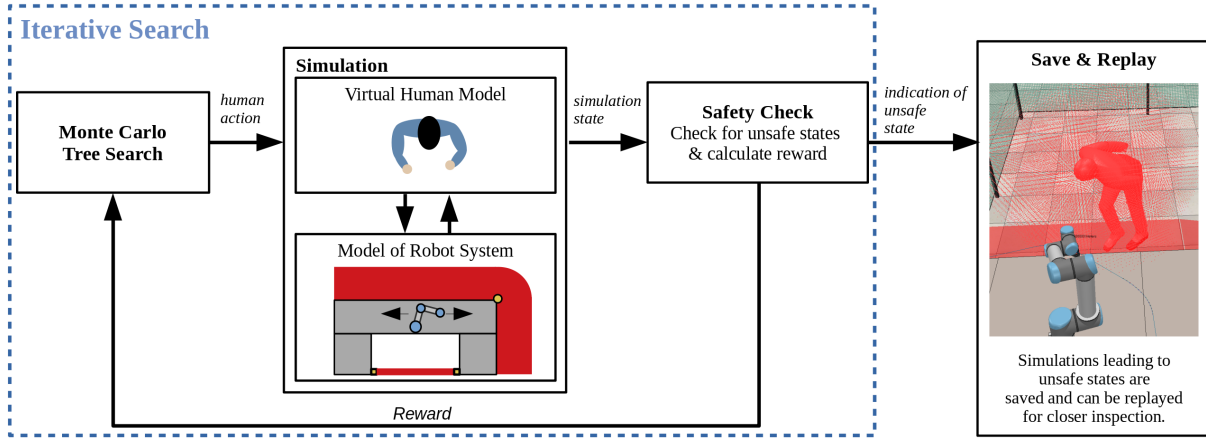 Iterative Search
Monte Carlo
Tree Search
human
action
Simulation
Virtual Human Model
Model of Robot System
simulation
state
Safety Check
Check for unsafe states
& calculate reward
Reward
indication of
unsafe
state
Save & Replay
Simulations leading to
unsafe states are
saved and can be replayed
for closer inspection.